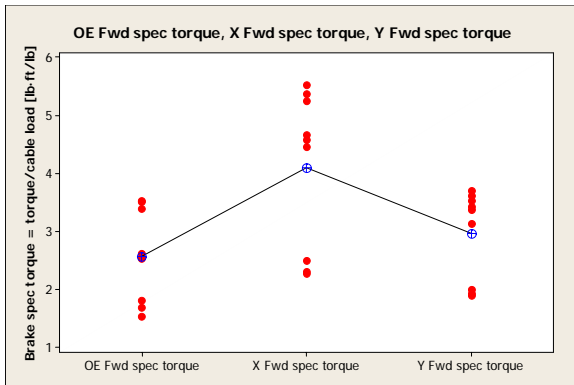 OE Fwd spec torque, X Fwd spec torque, Y Fwd spec torque
Brake spec torque = torque/cable load [lb·ft/lb]
6
5
4
3
2
1
OE Fwd spec torque
X Fwd spec torque
Y Fwd spec torque